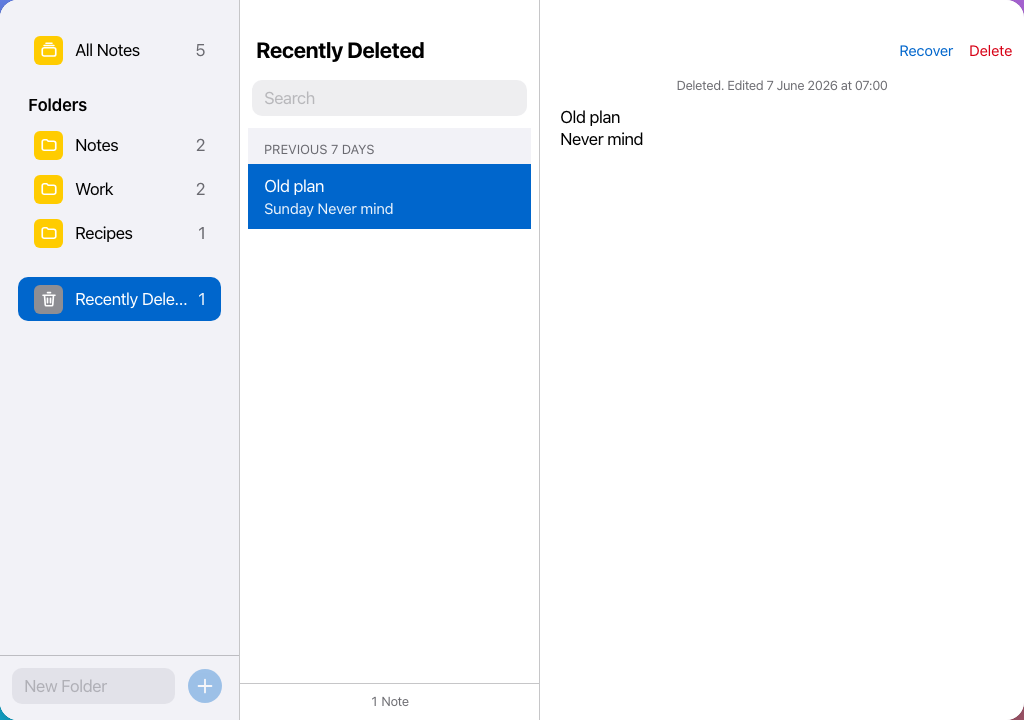 All Notes 5
Folders
Notes 2
Work 2
Recipes 1
Recently Dele... 1
New Folder
Recently Deleted
Search
PREVIOUS 7 DAYS
Old plan
Sunday Never mind
1 Note
Recover Delete
Deleted. Edited 7 June 2026 at 07:00
Old plan
Never mind